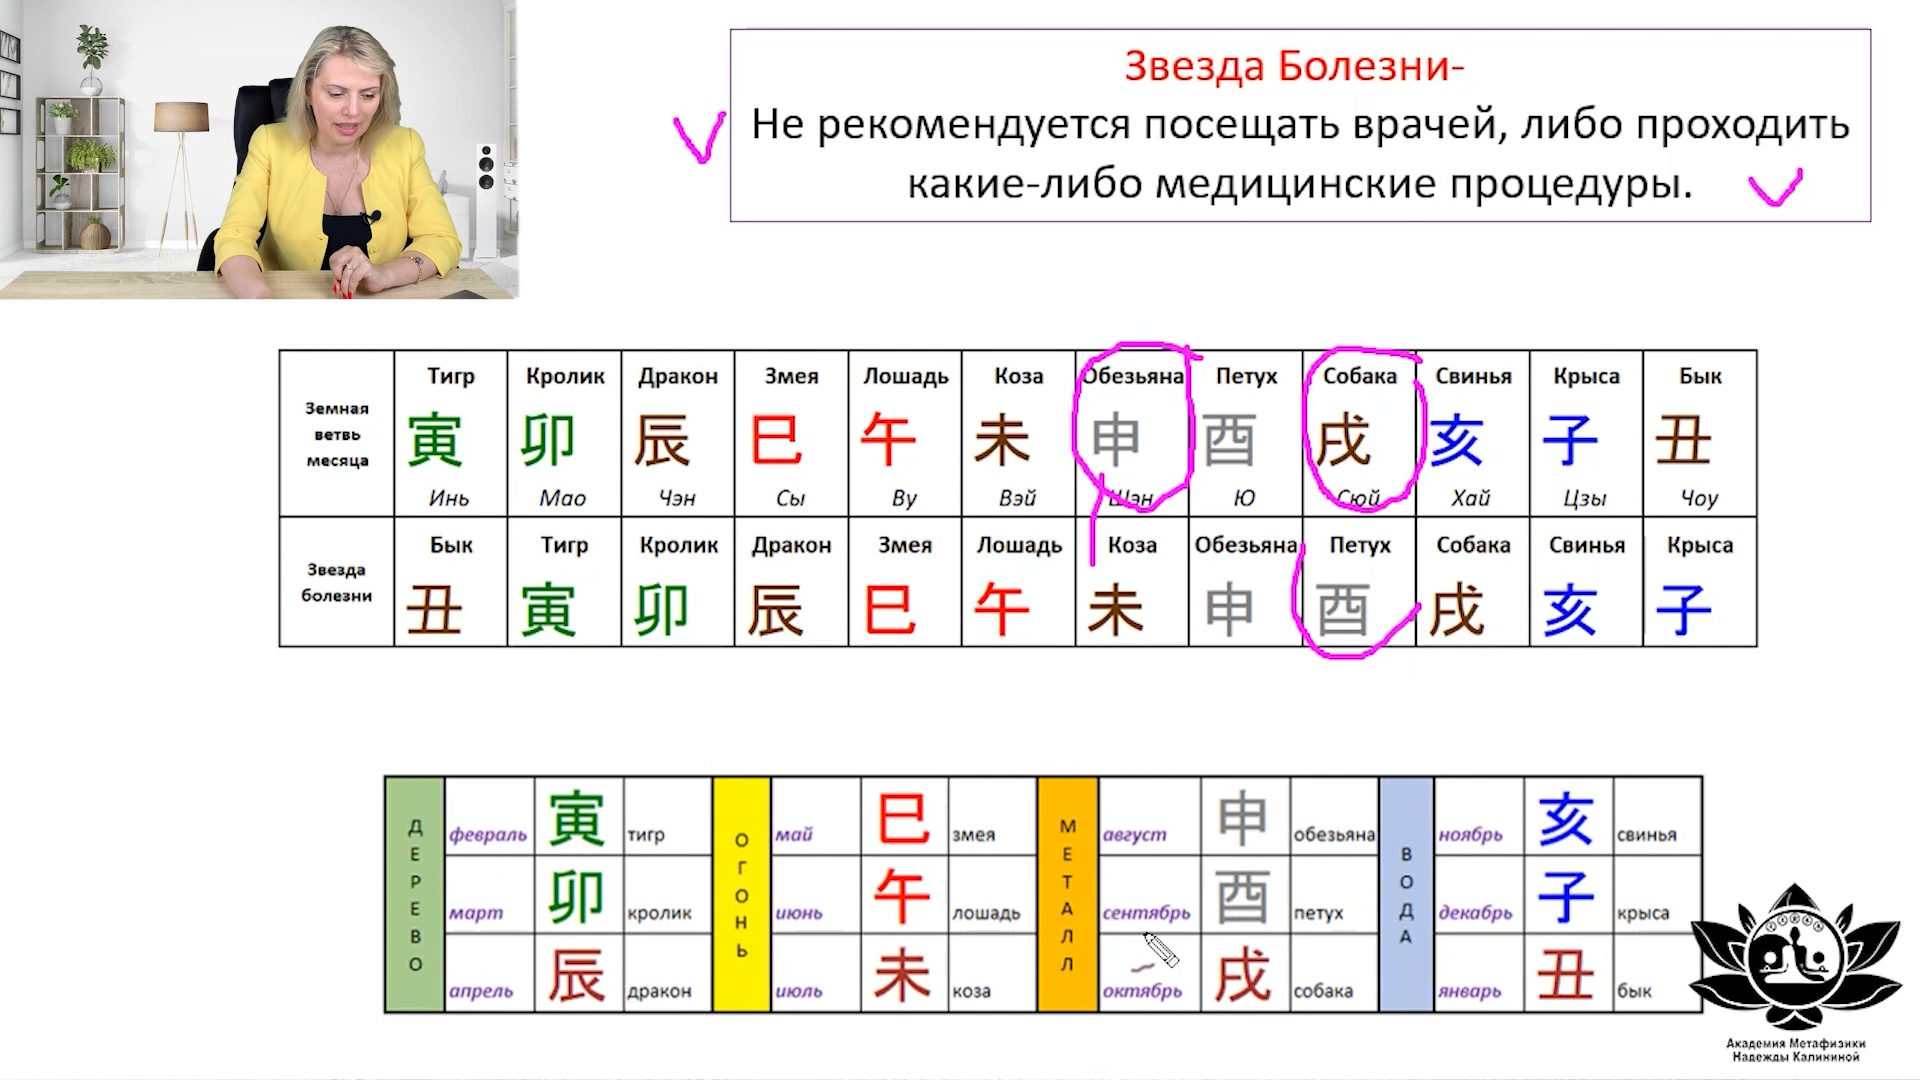 Звезда Болезни-
Не рекомендуется посещать врачей, либо проходить
какие-либо медицинские процедуры.
Земная ветвь месяца Тигр Кролик Дракон Змея Лошадь Коза Обезьяна Петух Собака Свинья Крыса Бык
寅 卯 辰 巳 午 未 申 酉 戌 亥 子 丑
Инь Мао Чэн Сы Ву Вэй Шэн Ю Сюй Хай Цзы Чоу
Звезда болезни Бык Тигр Кролик Дракон Змея Лошадь Коза Обезьяна Петух Собака Свинья Крыса
丑 寅 卯 辰 巳 午 未 申 酉 戌 亥 子
ДЕРЕВО февраль 寅 тигр ОГОНЬ май 巳 змея МЕТАЛЛ август 申 обезьяна ВОДА ноябрь 亥 свинья
март 卯 кролик июнь 午 лошадь сентябрь 酉 петух декабрь 子 крыса
апрель 辰 дракон июль 未 коза октябрь 戌 собака январь 丑 бык
Академия Метафизики
Надежды Калининой